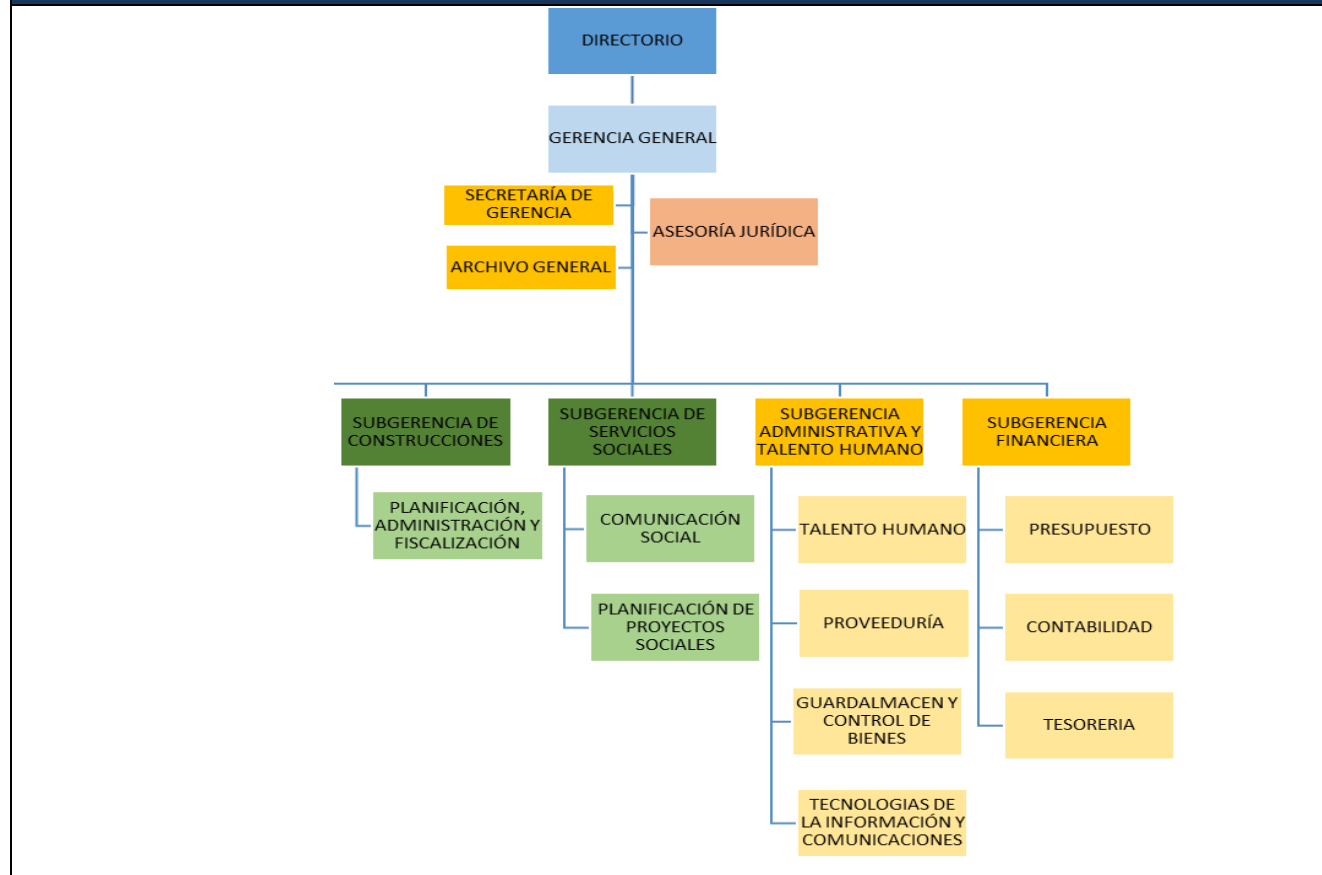 DIRECTORIO
GERENCIA GENERAL
SECRETARÍA DE
GERENCIA
ASESORÍA JURÍDICA
ARCHIVO GENERAL
SUBGERENCIA DE
CONSTRUCCIONES
PLANIFICACIÓN,
ADMINISTRACIÓN Y
FISCALIZACIÓN
SUBGERENCIA DE
SERVICIOS
SOCIALES
COMUNICACIÓN
SOCIAL
PLANIFICACIÓN DE
PROYECTOS
SOCIALES
SUBGERENCIA
ADMINISTRATIVA Y
TALENTO HUMANO
TALENTO HUMANO
PROVEEDURÍA
GUARDALMACEN Y
CONTROL DE
BIENES
TECNOLOGIAS DE
LA INFORMACIÓN Y
COMUNICACIONES
SUBGERENCIA
FINANCIERA
PRESUPUESTO
CONTABILIDAD
TESORERIA